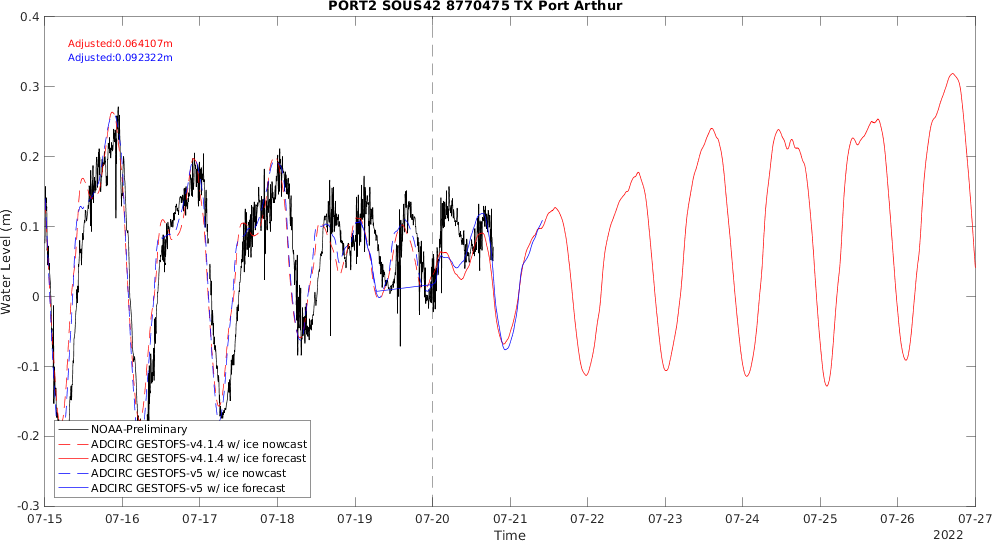 PORT2 SOUS42 8770475 TX Port Arthur
Adjusted:0.064107m
Adjusted:0.092322m
Water Level (m)
0.4
0.3
0.2
0.1
0
-0.1
-0.2
-0.3
NOAA-Preliminary
ADCIRC GESTOFS-v4.1.4 w/ ice nowcast
ADCIRC GESTOFS-v4.1.4 w/ ice forecast
ADCIRC GESTOFS-v5 w/ ice nowcast
ADCIRC GESTOFS-v5 w/ ice forecast
07-15 07-16 07-17 07-18 07-19 07-20 07-21 07-22 07-23 07-24 07-25 07-26 07-27
Time
2022